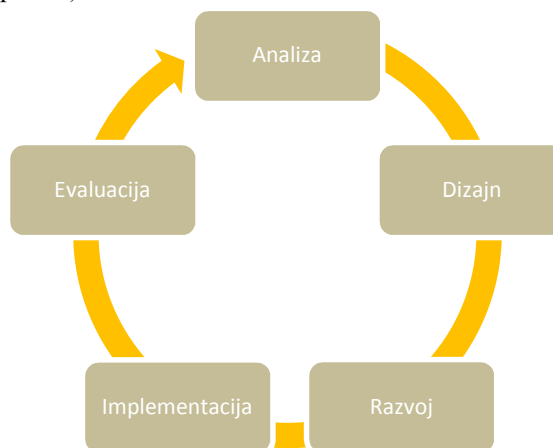 Analiza
Dizajn
Razvoj
Implementacija
Evaluacija